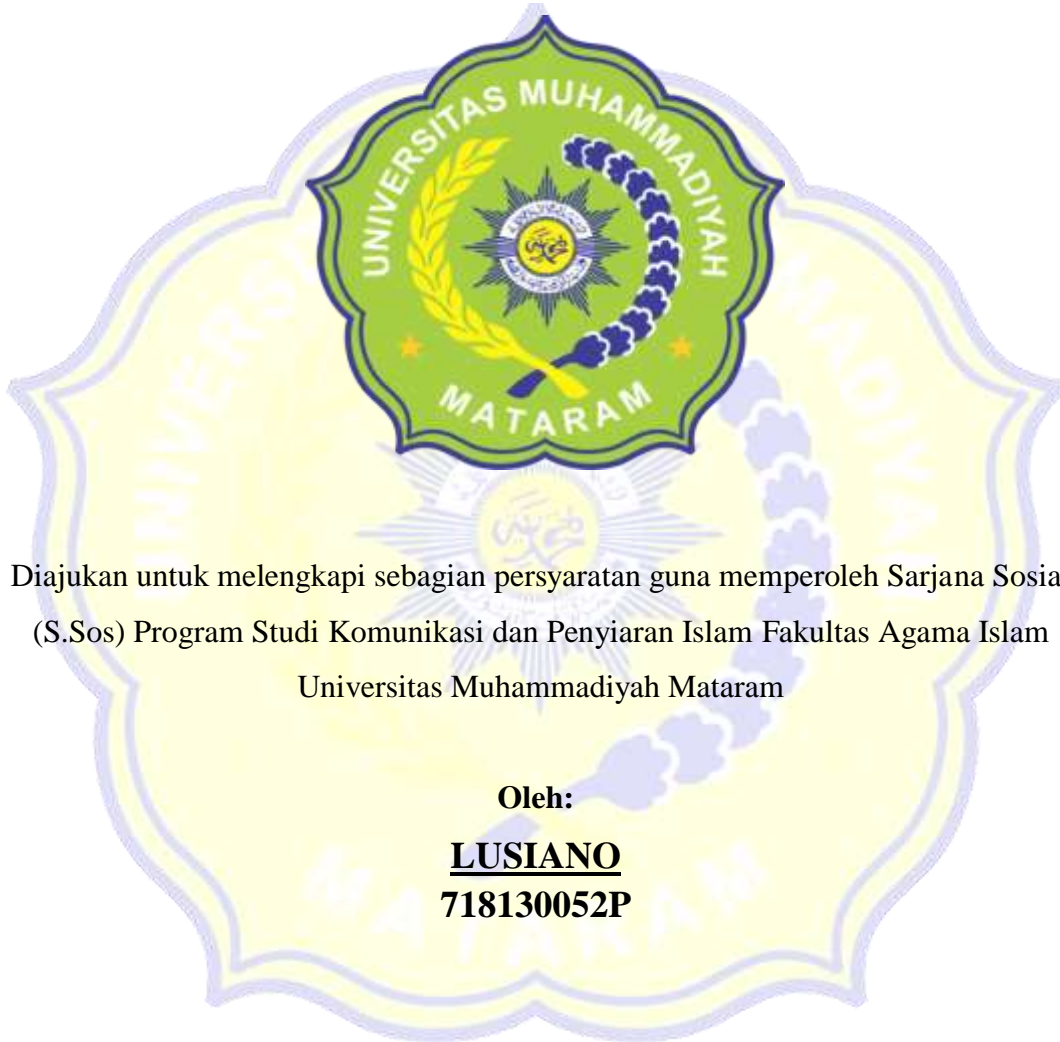 UNIVERSITAS MUHAMMADIYAH
MATARAM
Diajukan untuk melengkapi sebagian persyaratan guna memperoleh Sarjana Sosia
(S.Sos) Program Studi Komunikasi dan Penyiaran Islam Fakultas Agama Islam
Universitas Muhammadiyah Mataram
Oleh:
LUSIANO
718130052P